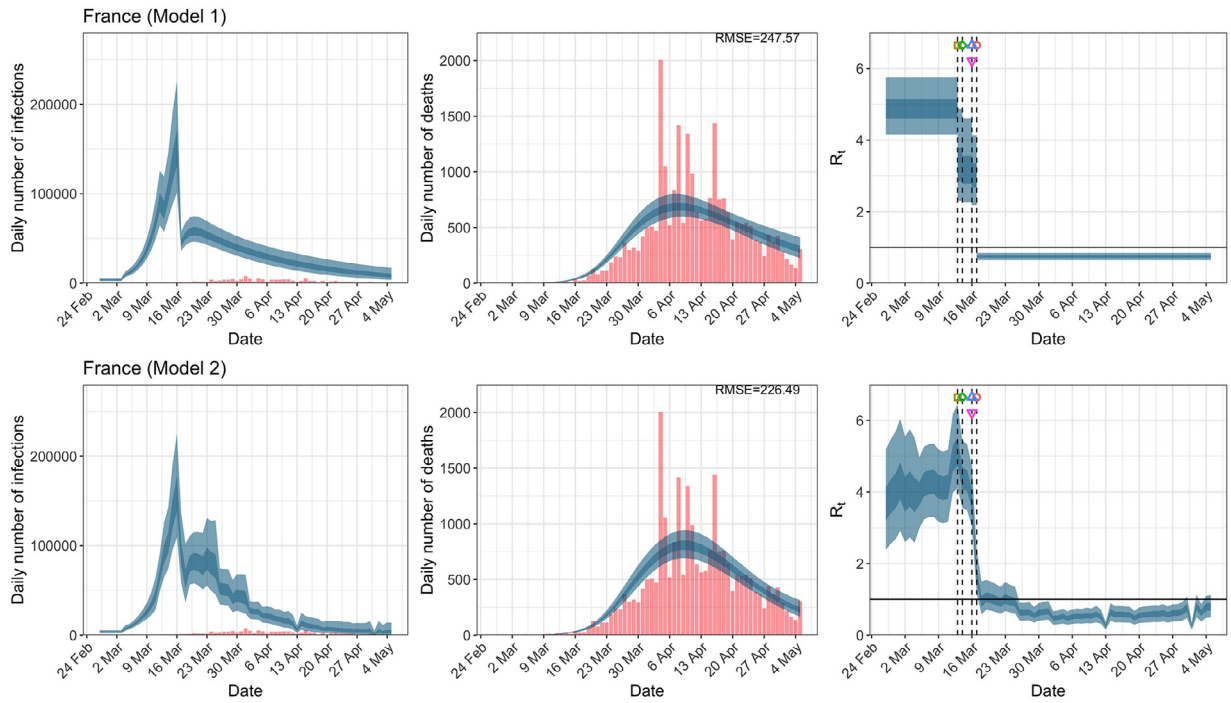 France (Model 1)
Daily number of infections
200000
100000
0
24 Feb
2 Mar
9 Mar
16 Mar
23 Mar
30 Mar
6 Apr
13 Apr
20 Apr
27 Apr
4 May
Date
Daily number of deaths
RMSE=247.57
2000
1500
1000
500
0
24 Feb
2 Mar
9 Mar
16 Mar
23 Mar
30 Mar
6 Apr
13 Apr
20 Apr
27 Apr
4 May
Date
Rt
6
4
2
0
24 Feb
2 Mar
9 Mar
16 Mar
23 Mar
30 Mar
6 Apr
13 Apr
20 Apr
27 Apr
4 May
Date
France (Model 2)
Daily number of infections
200000
100000
0
24 Feb
2 Mar
9 Mar
16 Mar
23 Mar
30 Mar
6 Apr
13 Apr
20 Apr
27 Apr
4 May
Date
Daily number of deaths
RMSE=226.49
2000
1500
1000
500
0
24 Feb
2 Mar
9 Mar
16 Mar
23 Mar
30 Mar
6 Apr
13 Apr
20 Apr
27 Apr
4 May
Date
Rt
6
4
2
0
24 Feb
2 Mar
9 Mar
16 Mar
23 Mar
30 Mar
6 Apr
13 Apr
20 Apr
27 Apr
4 May
Date